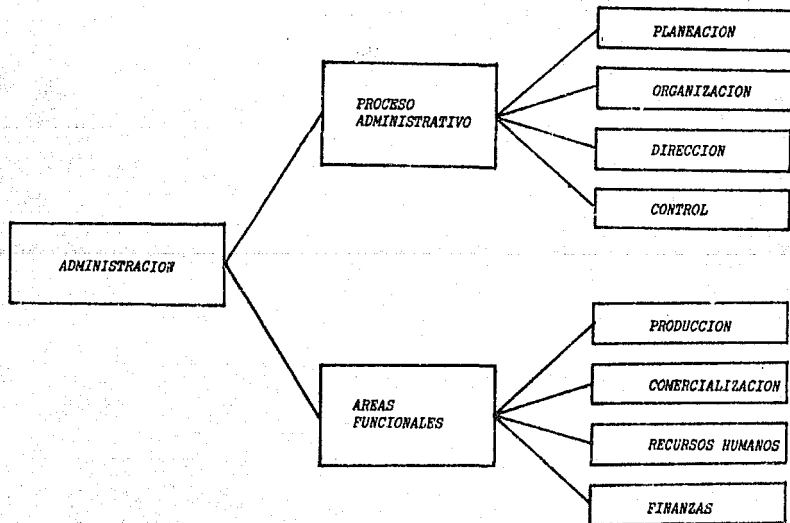 PLANEACION
PROCESO
ADMINISTRATIVO
ORGANIZACION
DIRECCION
CONTROL
ADMINISTRACION
PRODUCCION
AREAS
FUNCIONALES
COMERCIALIZACION
RECURSOS HUMANOS
FINANZAS